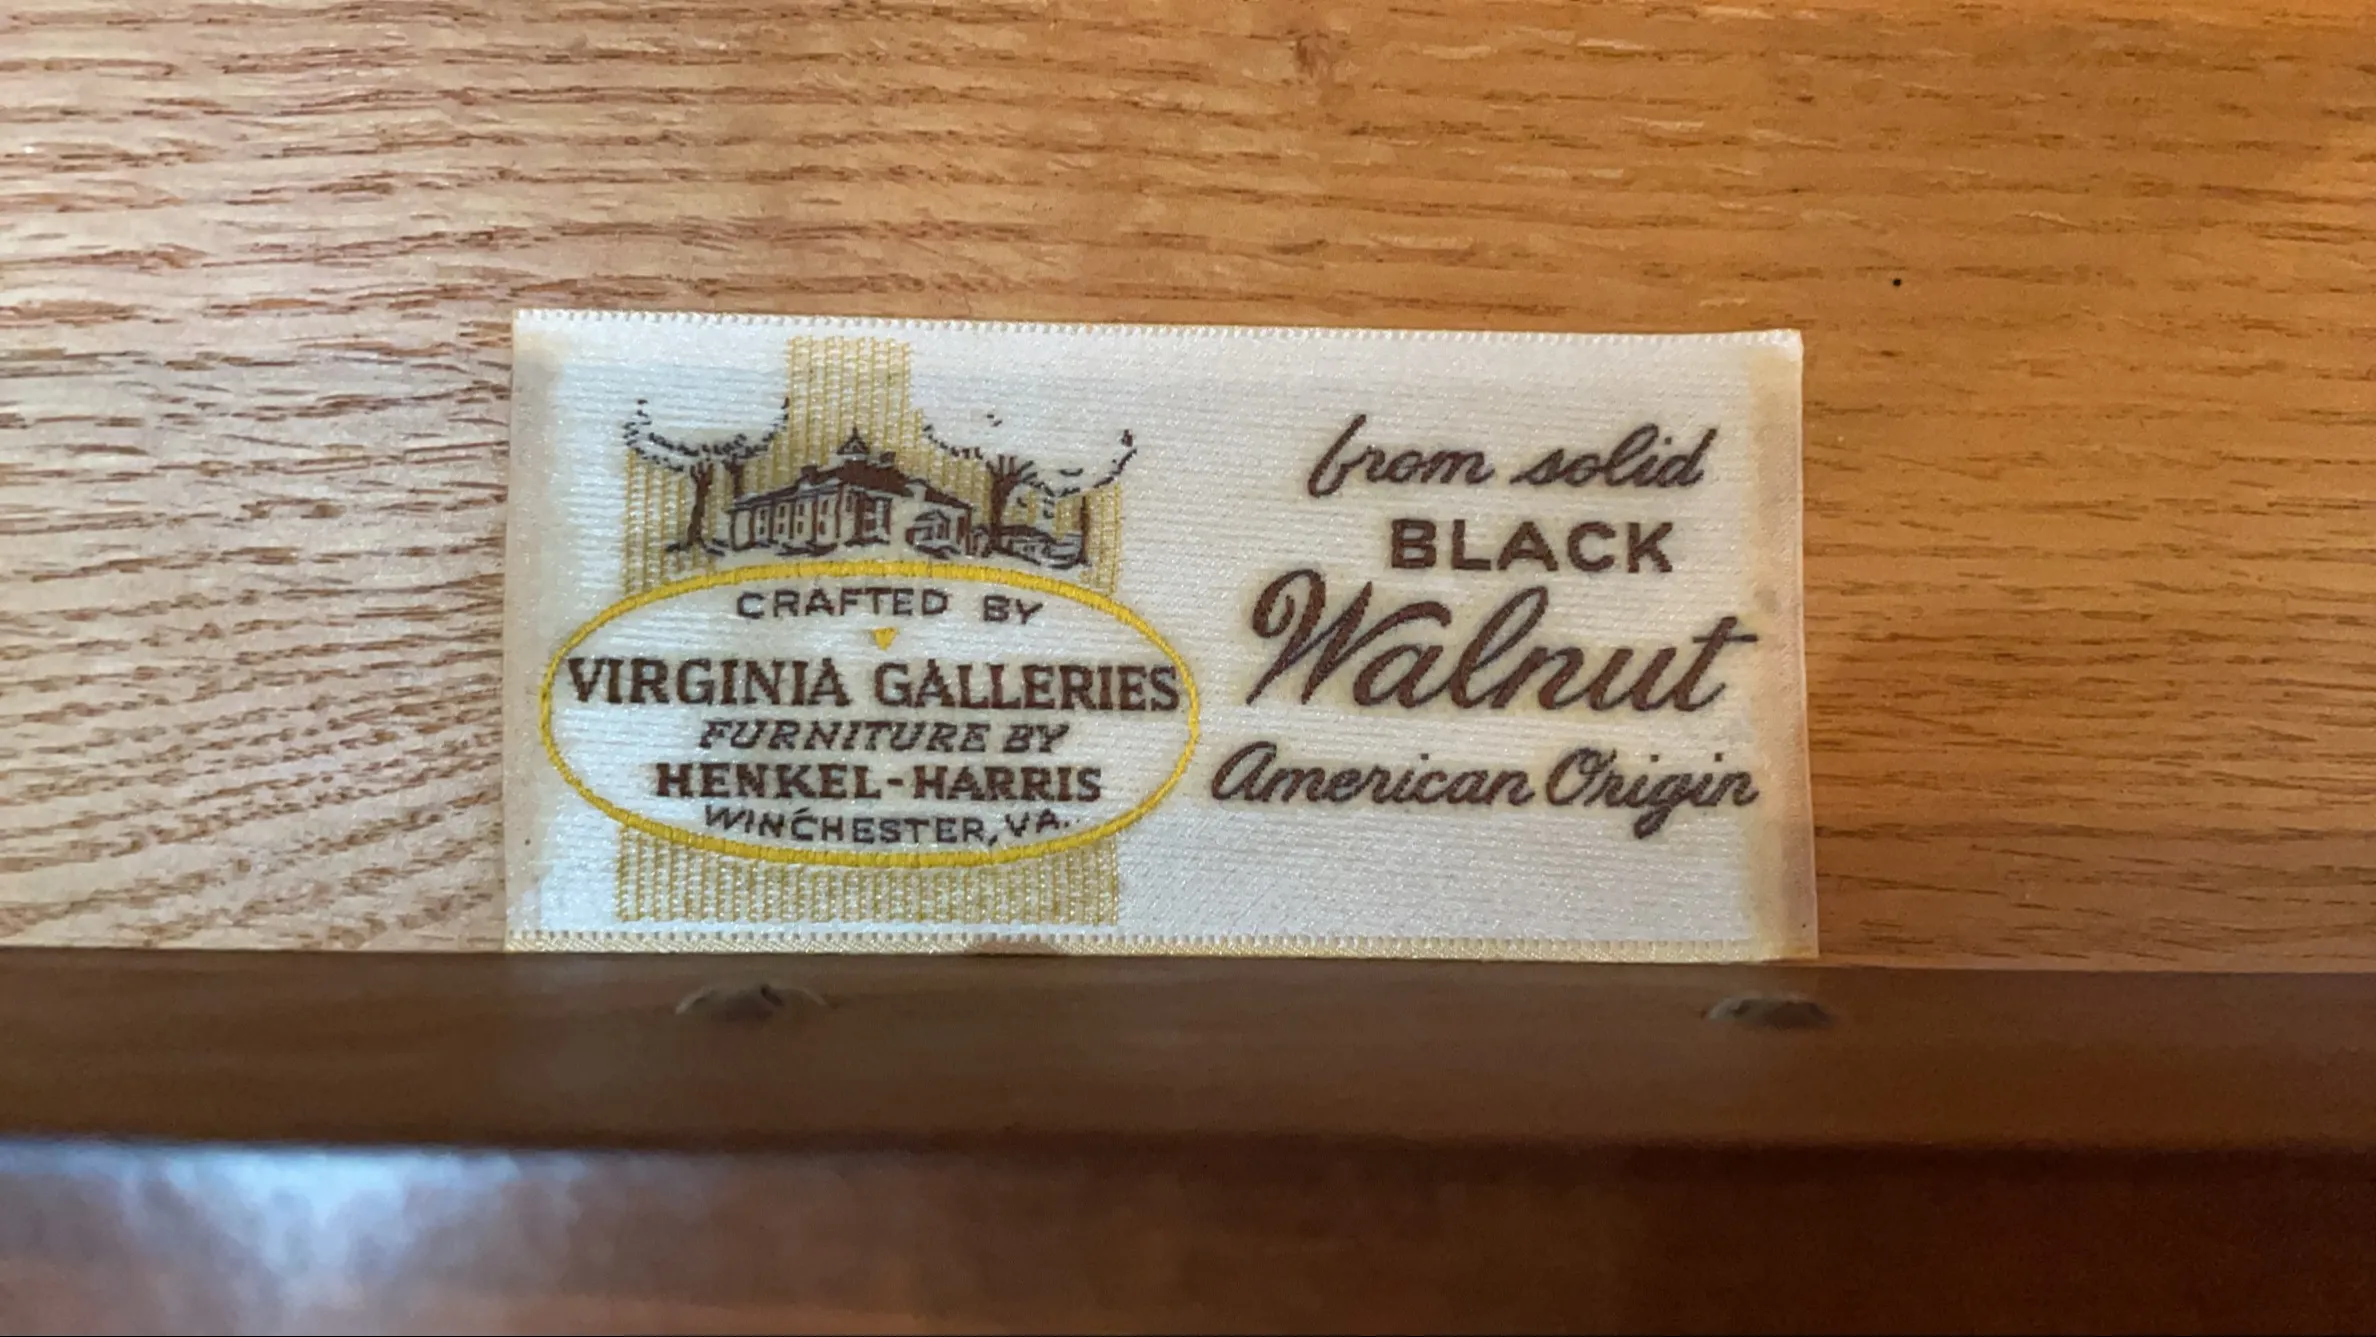 CRAFTED BY
VIRGINIA GALLERIES
FURNITURE BY
HENKEL-HARRIS
WINCHESTER, VA.
from solid
BLACK
Walnut
American Origin